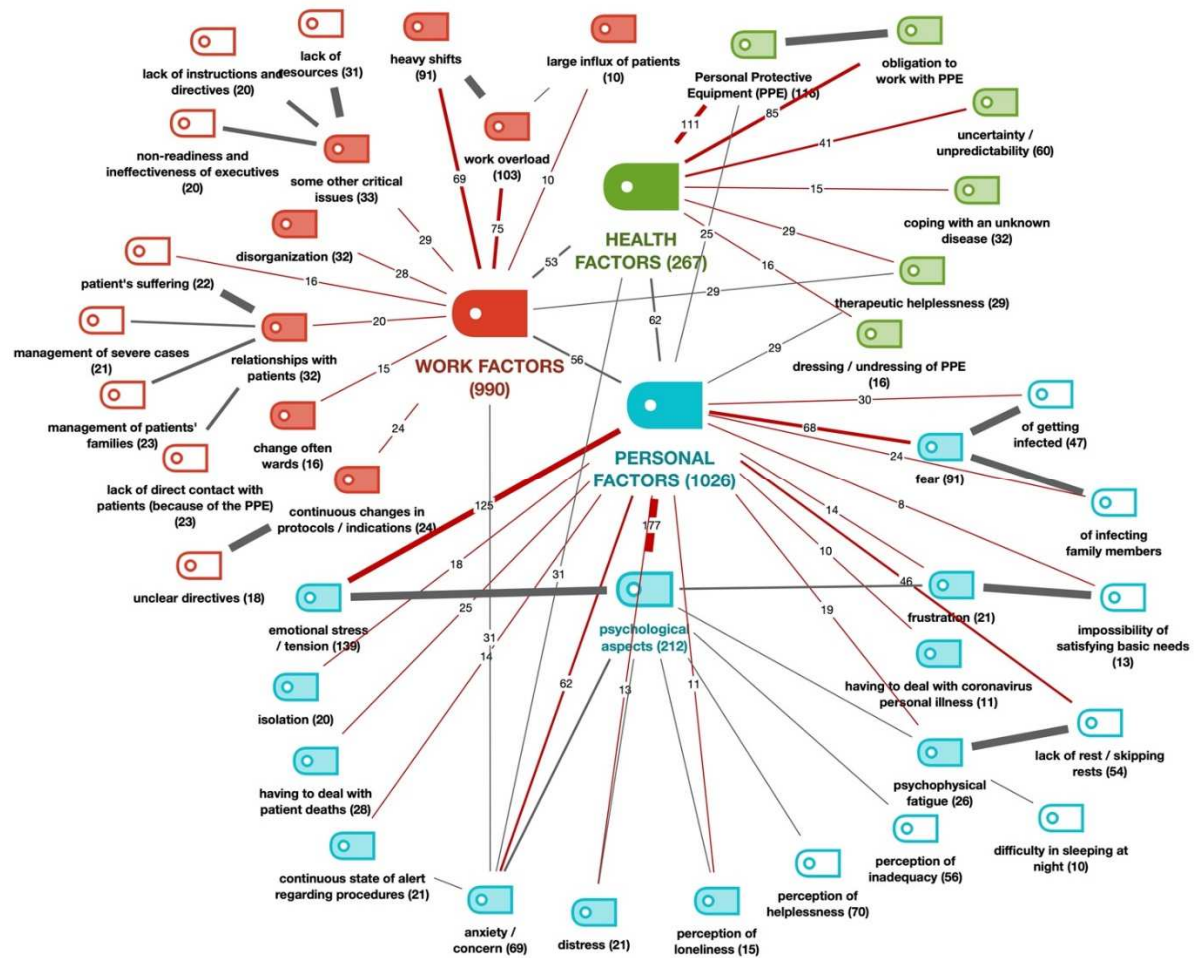 lack of instructions and
directives (20)
lack of
resources (31)
heavy shifts
(91)
large influx of patients
(10)
Personal Protective
Equipment (PPE) (116)
obligation to
work with PPE
111
85
non-readiness and
ineffectiveness of executives
(20)
some other critical
issues (33)
work overload
(103)
uncertainty /
unpredictability (60)
41
69
10
75
15
coping with an unknown
disease (32)
disorganization (32)
29
28
HEALTH
FACTORS (267)
53
25
29
16
patient's suffering (22)
16
29
therapeutic helplessness (29)
management of severe cases
(21)
relationships with
patients (32)
20
62
56
29
dressing / undressing of PPE
(16)
WORK FACTORS
(990)
15
30
management of patients'
families (23)
change often
wards (16)
24
68
24
fear (91)
of getting
infected (47)
PERSONAL
FACTORS (1026)
lack of direct contact with
patients (because of the PPE)
(23)
continuous changes in
protocols / indications (24)
125
177
14
8
10
of infecting
family members
unclear directives (18)
18
31
46
emotional stress
/ tension (139)
25
31
14
psychological
aspects (212)
19
frustration (21)
impossibility of
satisfying basic needs
(13)
isolation (20)
62
13
11
having to deal with coronavirus
personal illness (11)
having to deal with
patient deaths (28)
psychophysical
fatigue (26)
lack of rest / skipping
rests (54)
continuous state of alert
regarding procedures (21)
anxiety /
concern (69)
distress (21)
perception of
loneliness (15)
perception of
helplessness (70)
perception of
inadequacy (56)
difficulty in sleeping at
night (10)